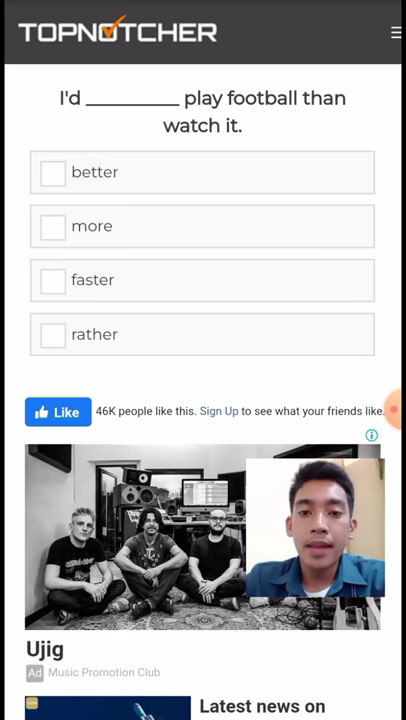 TOPNOTCHER
I'd __________ play football than
watch it.
better
more
faster
rather
Like
46K people like this. Sign Up to see what your friends like.
Ujig
Ad Music Promotion Club
Latest news on